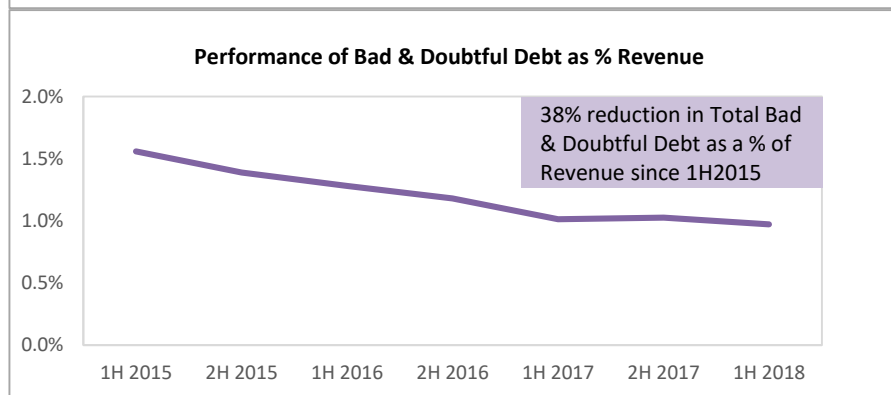 Performance of Bad & Doubtful Debt as % Revenue
2.0%
38% reduction in Total Bad
& Doubtful Debt as a % of
Revenue since 1H2015
1.5%
1.0%
0.5%
0.0%
1H 2015 2H 2015 1H 2016 2H 2016 1H 2017 2H 2017 1H 2018